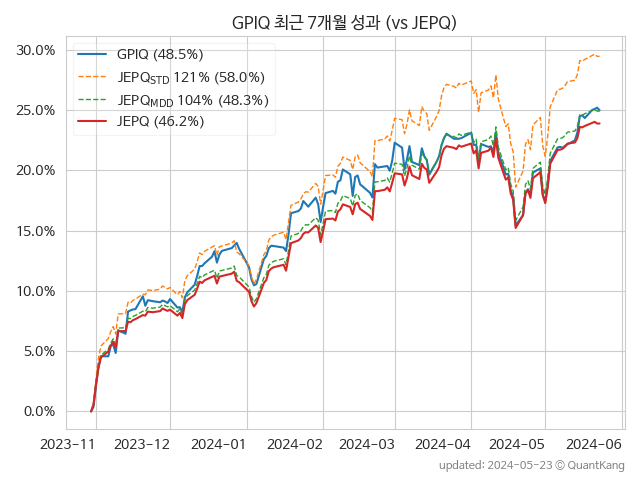 GPIQ 최근 7개월 성과 (vs JEPQ)
30.0%
25.0%
20.0%
15.0%
10.0%
5.0%
0.0%
GPIQ (48.5%)
JEPQSTD 121% (58.0%)
JEPQMDD 104% (48.3%)
JEPQ (46.2%)
2023-11 2023-12 2024-01 2024-02 2024-03 2024-04 2024-05 2024-06
updated: 2024-05-23 © QuantKang